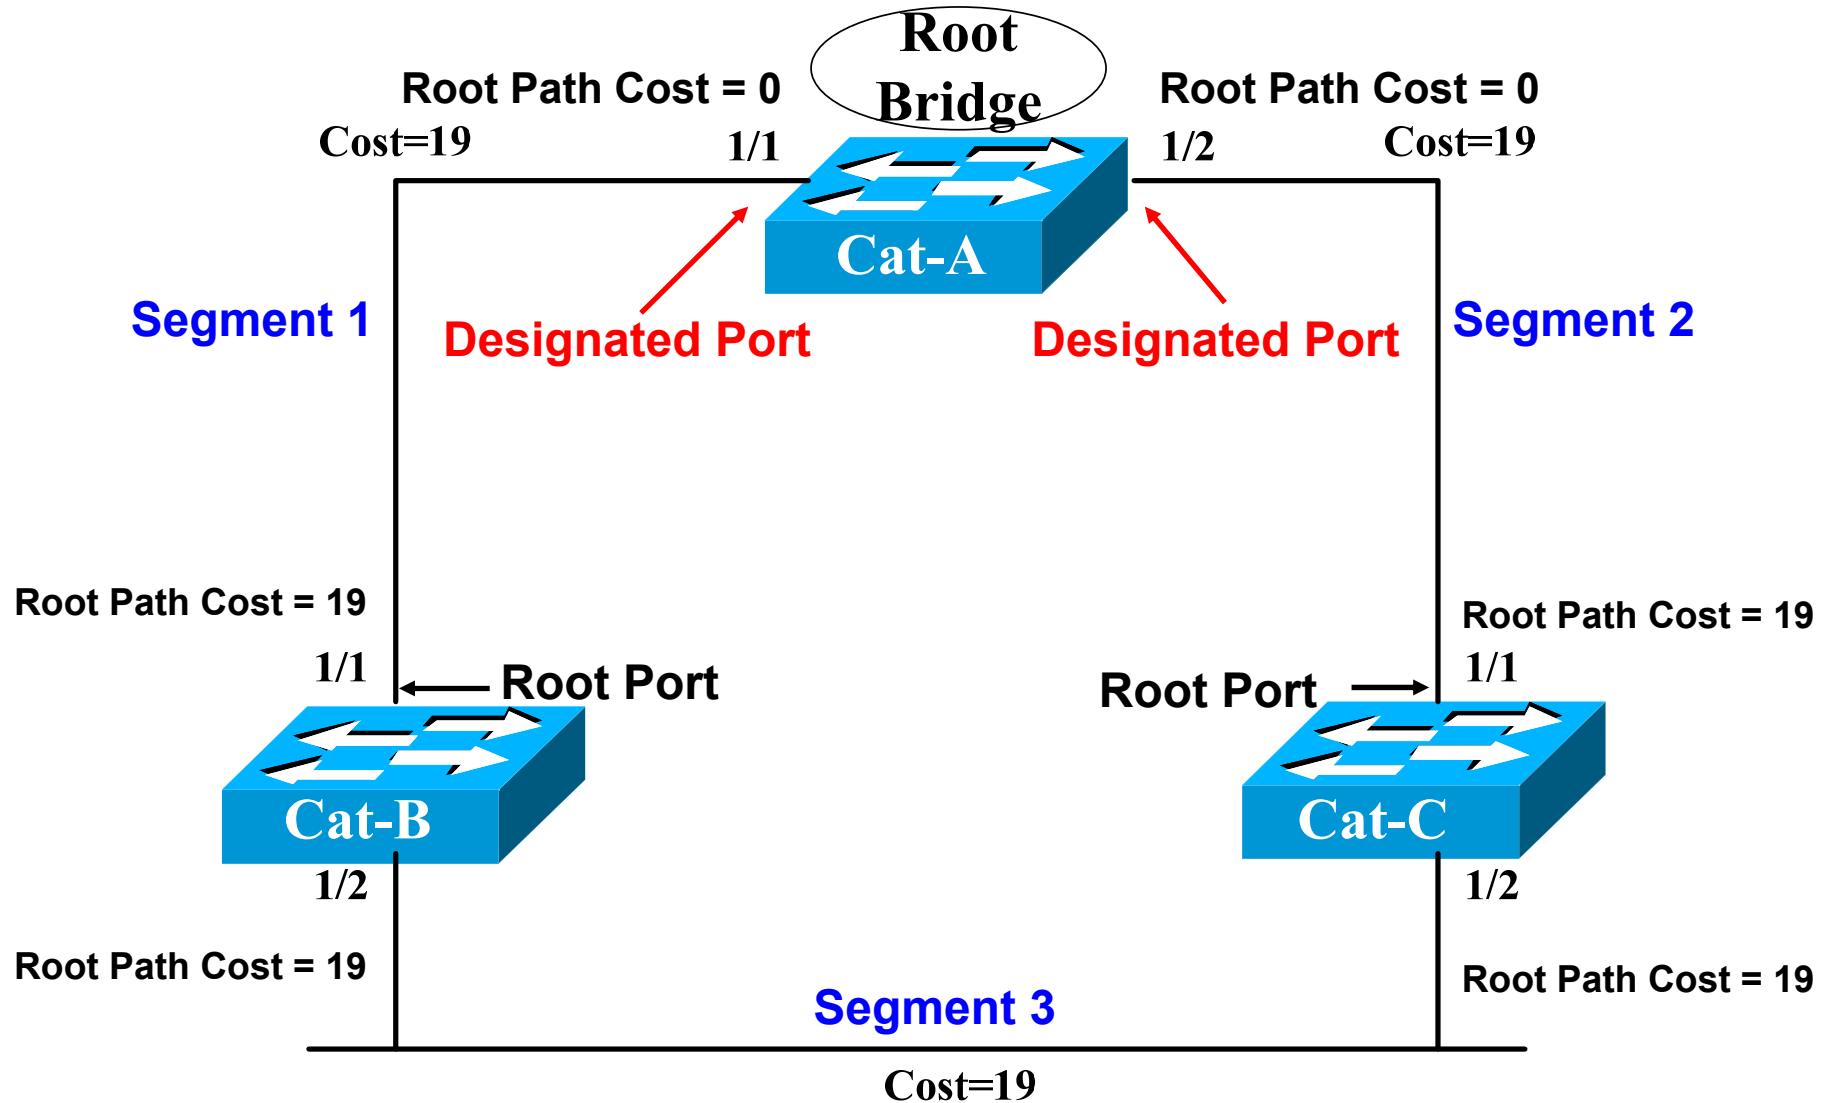 Root
Bridge
Root Path Cost = 0
Root Path Cost = 0
Cost=19
1/1
1/2
Cost=19
Cat-A
Segment 1
Designated Port
Designated Port
Segment 2
Root Path Cost = 19
Root Path Cost = 19
1/1
Root Port
Root Port
1/1
Cat-B
Cat-C
1/2
1/2
Root Path Cost = 19
Root Path Cost = 19
Segment 3
Cost=19